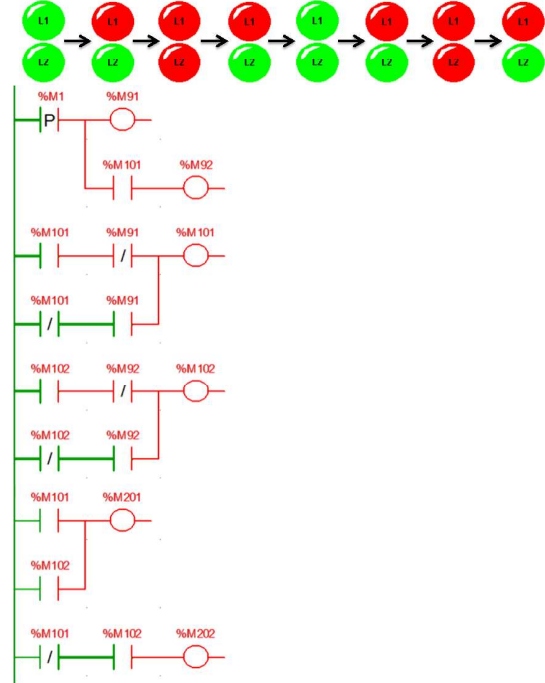 L1 L1 L1 L1 L1 L1 L1 L1
L2 L2 L2 L2 L2 L2 L2 L2
%M1 %M91
P
%M101 %M92
%M101 %M91 %M101
/
%M101 %M91
/
%M102 %M92 %M102
/
%M102 %M92
/
%M101 %M201
%M102
%M101 %M102 %M202
/